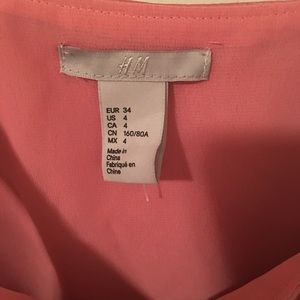 H&M
EUR 34
US 4
CA 4
CN 160/80A
MX 4
Made in
China
Fabriqué en
Chine